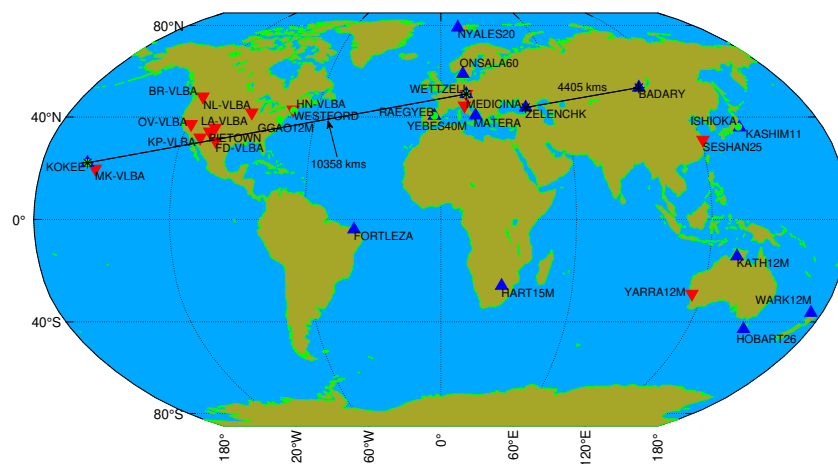 80°N
NYALES20
ONSALA60
4405 kms
BR-VLBA
WETTZELL
BADARY
NL-VLBA
HN-VLBA
MEDICINA
40°N
OV-VLBA
LA-VLBA
WESTFORD
RAEGYEB
ZELENCHK
ISHIOKA
GGAO12M
YEBES40M
MATERA
KASHIM11
KP-VLBA
PIETOWN
FD-VLBA
SESHAN25
KOKEE
10358 kms
MK-VLBA
0°
FORTLEZA
KATH12M
HART15M
YARRA12M
WARK12M
40°S
HOBART26
80°S
180°
20°W
60°W
0°
60°E
120°E
180°